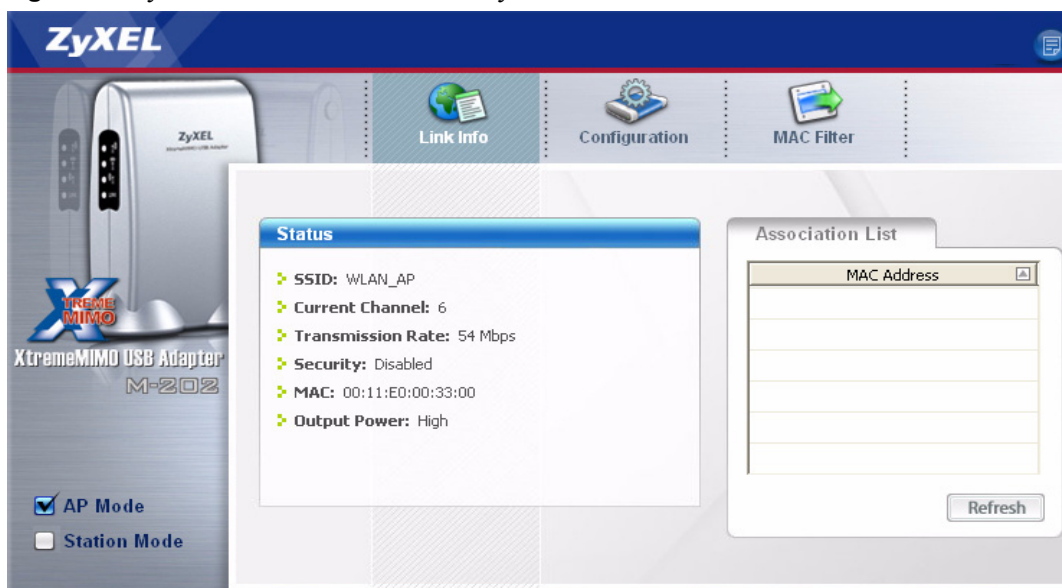 ZyXEL
ZyXEL
Link Info
Configuration
MAC Filter
Status
SSID: WLAN_AP
Current Channel: 6
Transmission Rate: 54 Mbps
Security: Disabled
MAC: 00:11:E0:00:33:00
Output Power: High
Association List
MAC Address
Refresh
XTREME
MIMO
XtremeMIMO USB Adapter
M-202
AP Mode
Station Mode